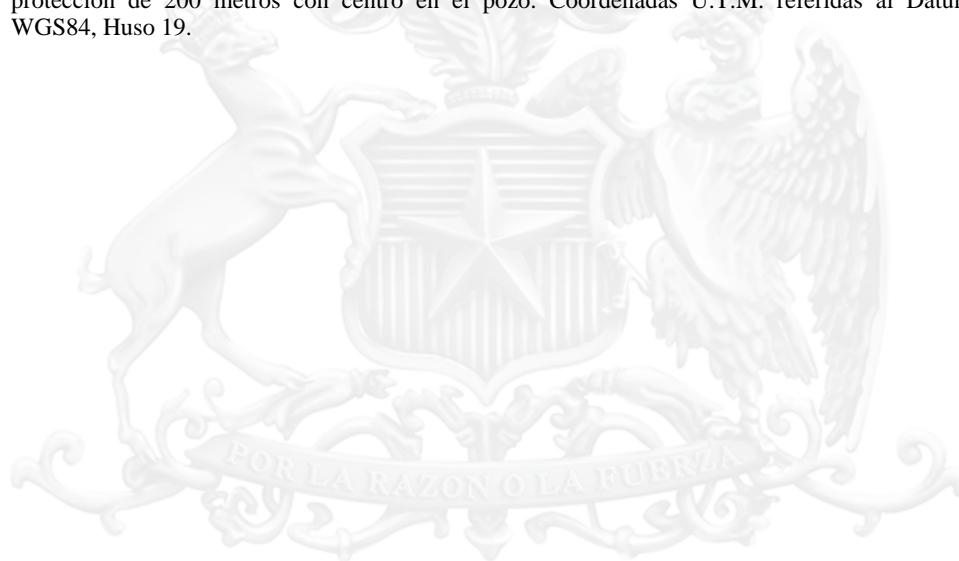 protección de 200 metros con centro en el pozo. Coordenadas U.T.M. referidas al Datum
WGS84, Huso 19.
POR LA RAZON O LA FUERZA